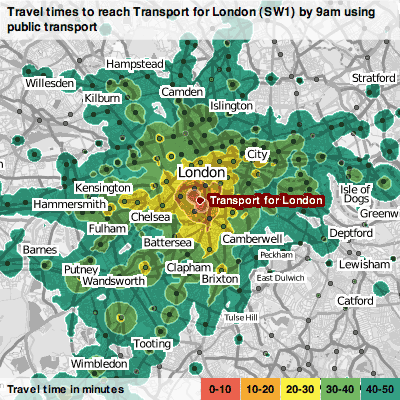 Travel times to reach Transport for London (SW1) by 9am using
public transport
Hampstead
Stratford
Willesden
Camden
Kilburn
Islington
City
London
Kensington
Isle of
Dogs
Transport for London
Hammersmith
Greenw
Chelsea
Fulham
Deptford
Battersea
Camberwell
Barnes
Peckham
Lewisham
Putney
Clapham
Wandsworth
Brixton
East Dulwich
Catford
Tulse Hill
Tooting
Wimbledon
Travel time in minutes
0-10
10-20
20-30
30-40
40-50